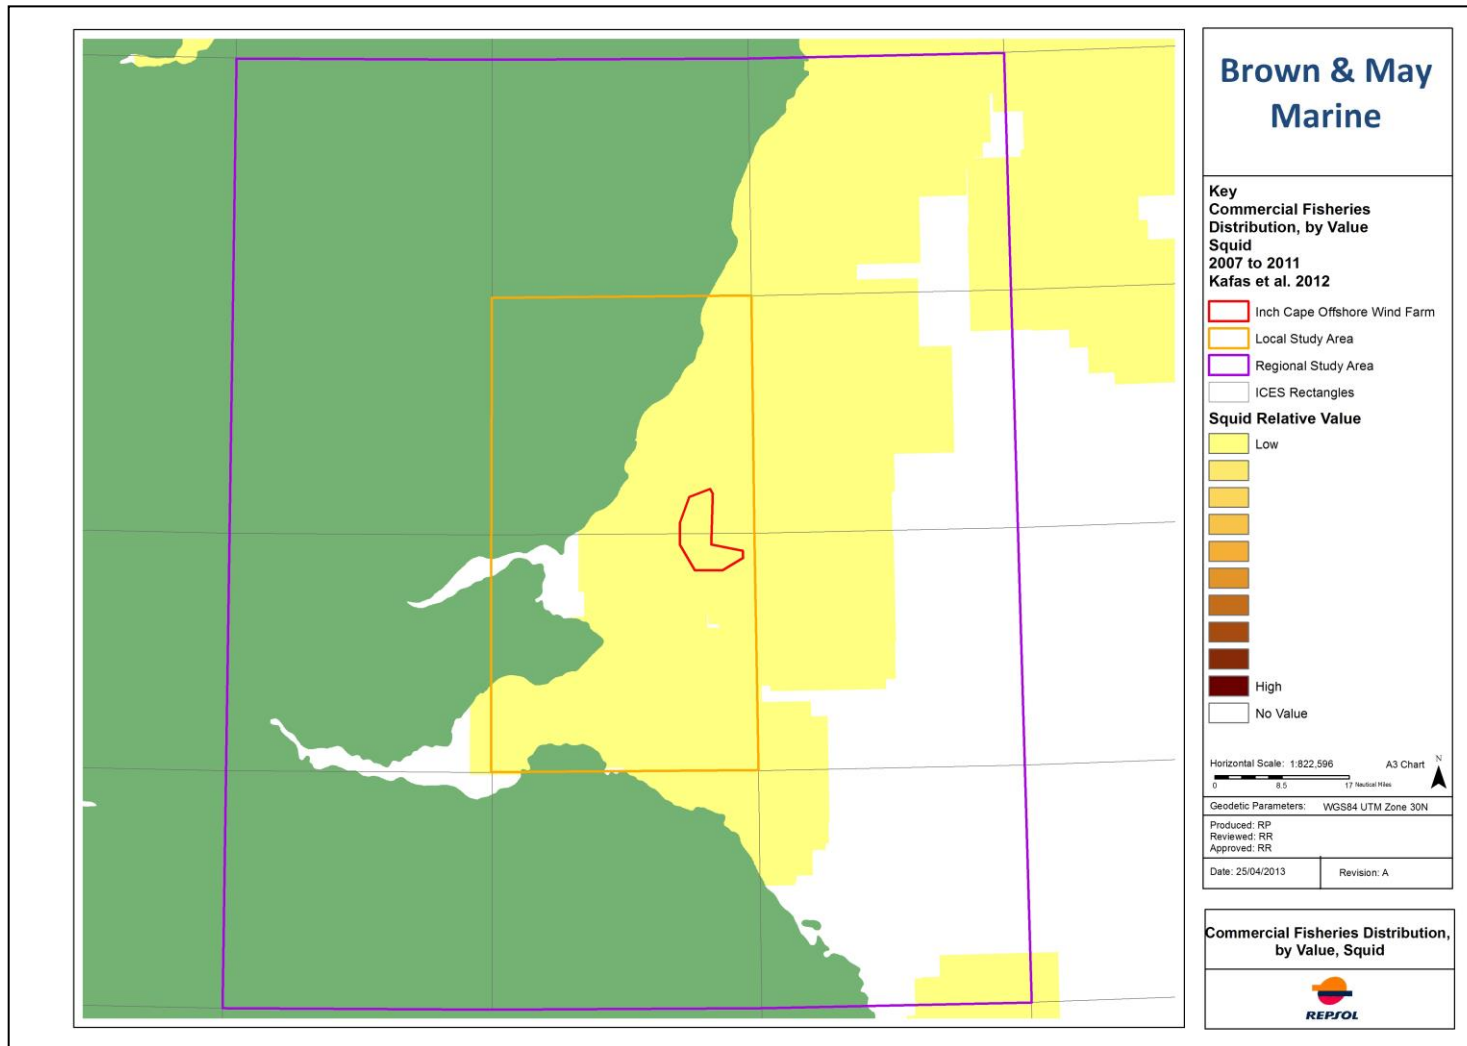 Brown & May
Marine
Key
Commercial Fisheries
Distribution, by Value
Squid
2007 to 2011
Kafas et al. 2012
Inch Cape Offshore Wind Farm
Local Study Area
Regional Study Area
ICES Rectangles
Squid Relative Value
Low
High
No Value
Horizontal Scale: 1:822,596 A3 Chart N
0 8.5 17 Nautical Miles
Geodetic Parameters: WGS84 UTM Zone 30N
Produced: RP
Reviewed: RR
Approved: RR
Date: 25/04/2013 Revision: A
Commercial Fisheries Distribution,
by Value, Squid
REPSOL